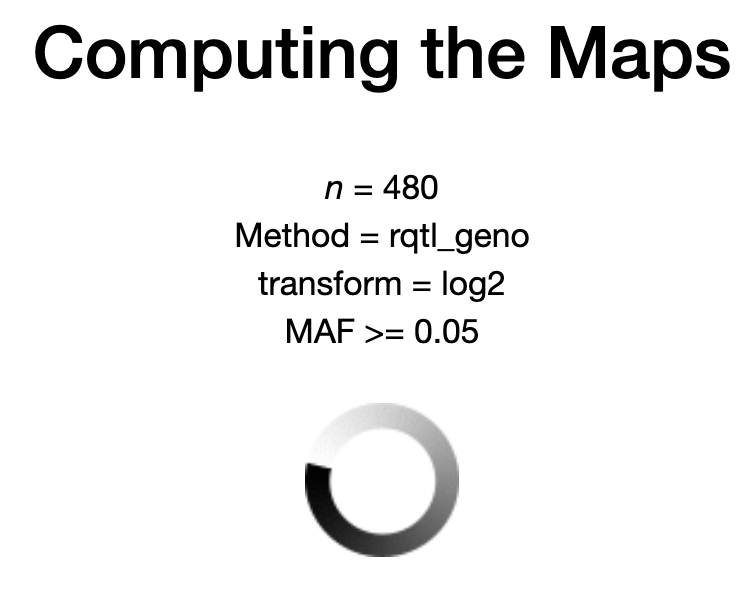 Computing the Maps
n = 480
Method = rqtl_geno
transform = log2
MAF >= 0.05